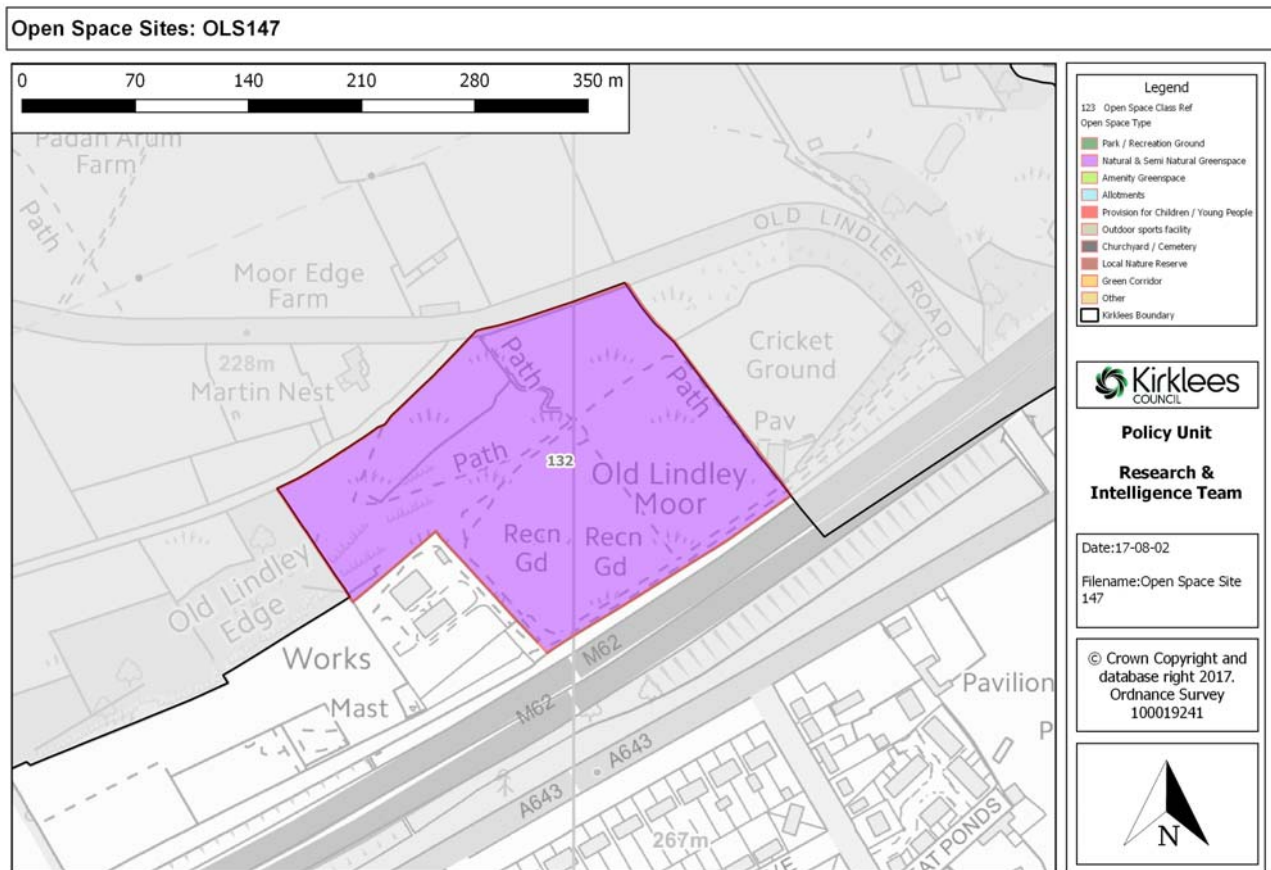 Open Space Sites: OLS147
0 70 140 210 280 350 m
Padan Arum
Farm
Path
Moor Edge
Farm
OLD LINDLEY ROAD
228m
Martin Nest
Path
Path
Cricket
Ground
Pav
Path
132
Old Lindley
Moor
Recn
Gd
Recn
Gd
Old Lindley
Edge
Works
Mast
M62
M62
A643
A643
Pavilion
P
267m
AT PONDS
Legend
123 Open Space Class Ref
Open Space Type
Park / Recreation Ground
Natural & Semi Natural Greenspace
Amenity Greenspace
Allotments
Provision for Children / Young People
Outdoor sports facility
Churchyard / Cemetery
Local Nature Reserve
Green Corridor
Other
Kirklees Boundary
Kirklees
COUNCIL
Policy Unit
Research &
Intelligence Team
Date:17-08-02
Filename:Open Space Site
147
© Crown Copyright and
database right 2017.
Ordnance Survey
100019241
N